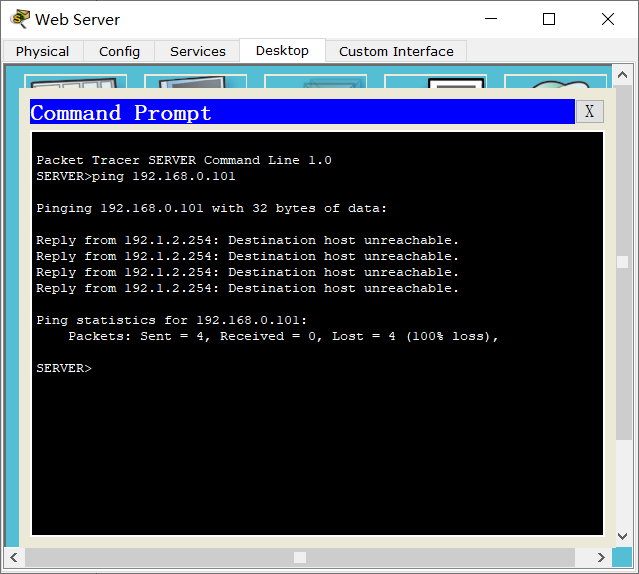 Web Server
Physical Config Services Desktop Custom Interface
Command Prompt X
Packet Tracer SERVER Command Line 1.0
SERVER>ping 192.168.0.101
Pinging 192.168.0.101 with 32 bytes of data:
Reply from 192.1.2.254: Destination host unreachable.
Reply from 192.1.2.254: Destination host unreachable.
Reply from 192.1.2.254: Destination host unreachable.
Reply from 192.1.2.254: Destination host unreachable.
Ping statistics for 192.168.0.101:
Packets: Sent = 4, Received = 0, Lost = 4 (100% loss),
SERVER>